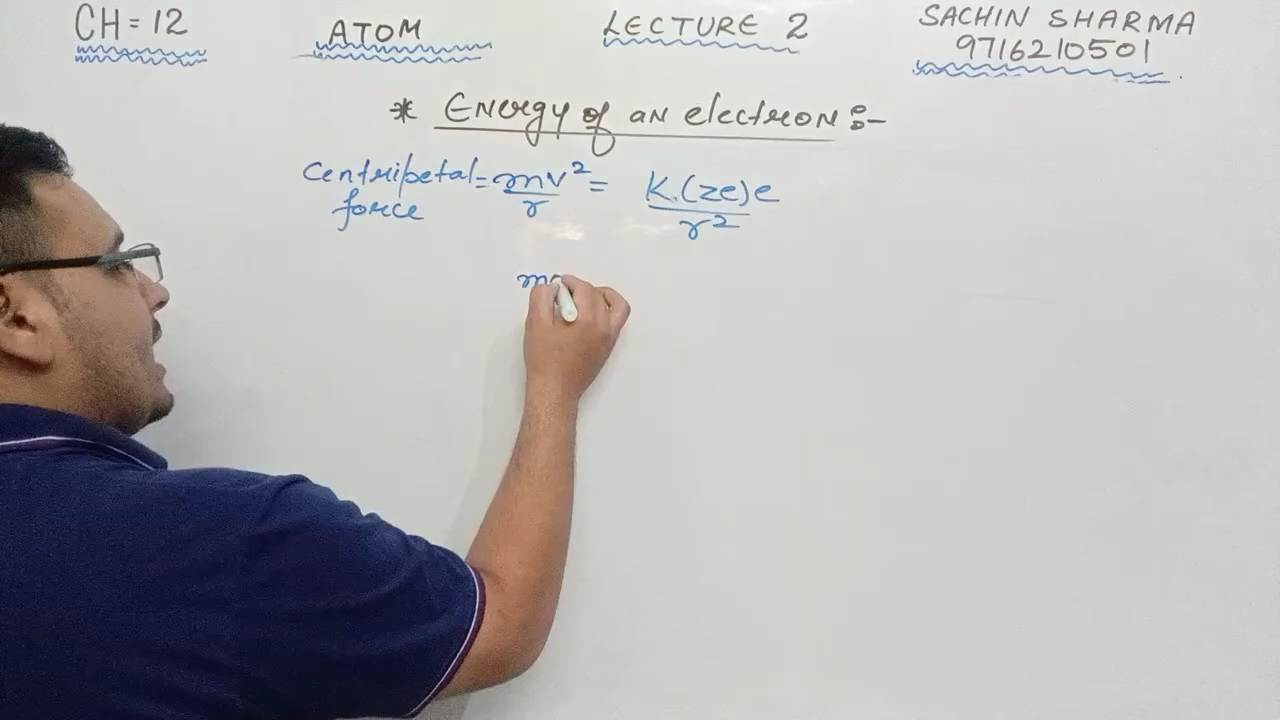 CH = 12
ATOM
LECTURE 2
SACHIN SHARMA
9716210501
* Energy of an electron :-
Centripetal force = mv²/r = K.(ze)e/r²
m